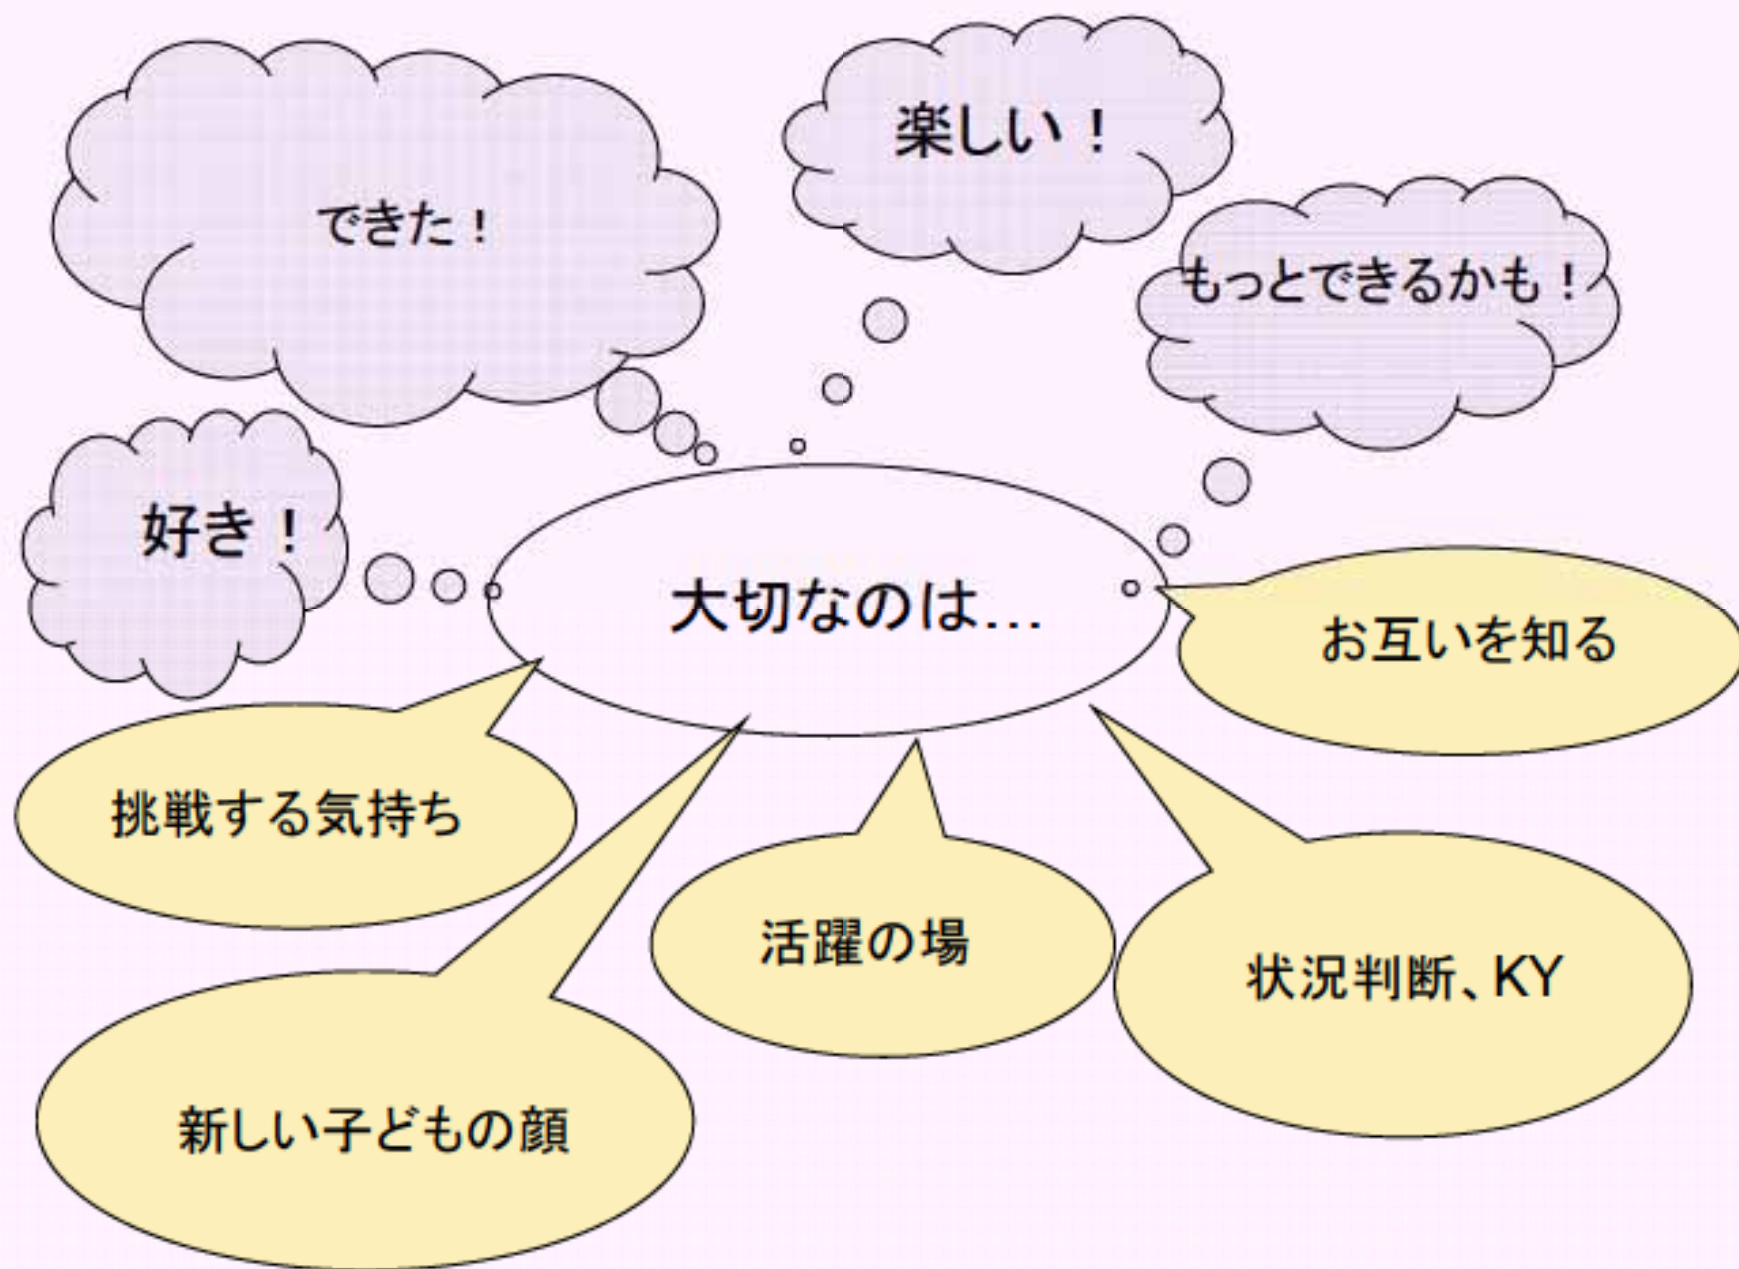 楽しい！
できた！
もっとできるかも！
好き！
大切なのは…
お互いを知る
挑戦する気持ち
活躍の場
状況判断、KY
新しい子どもの顔